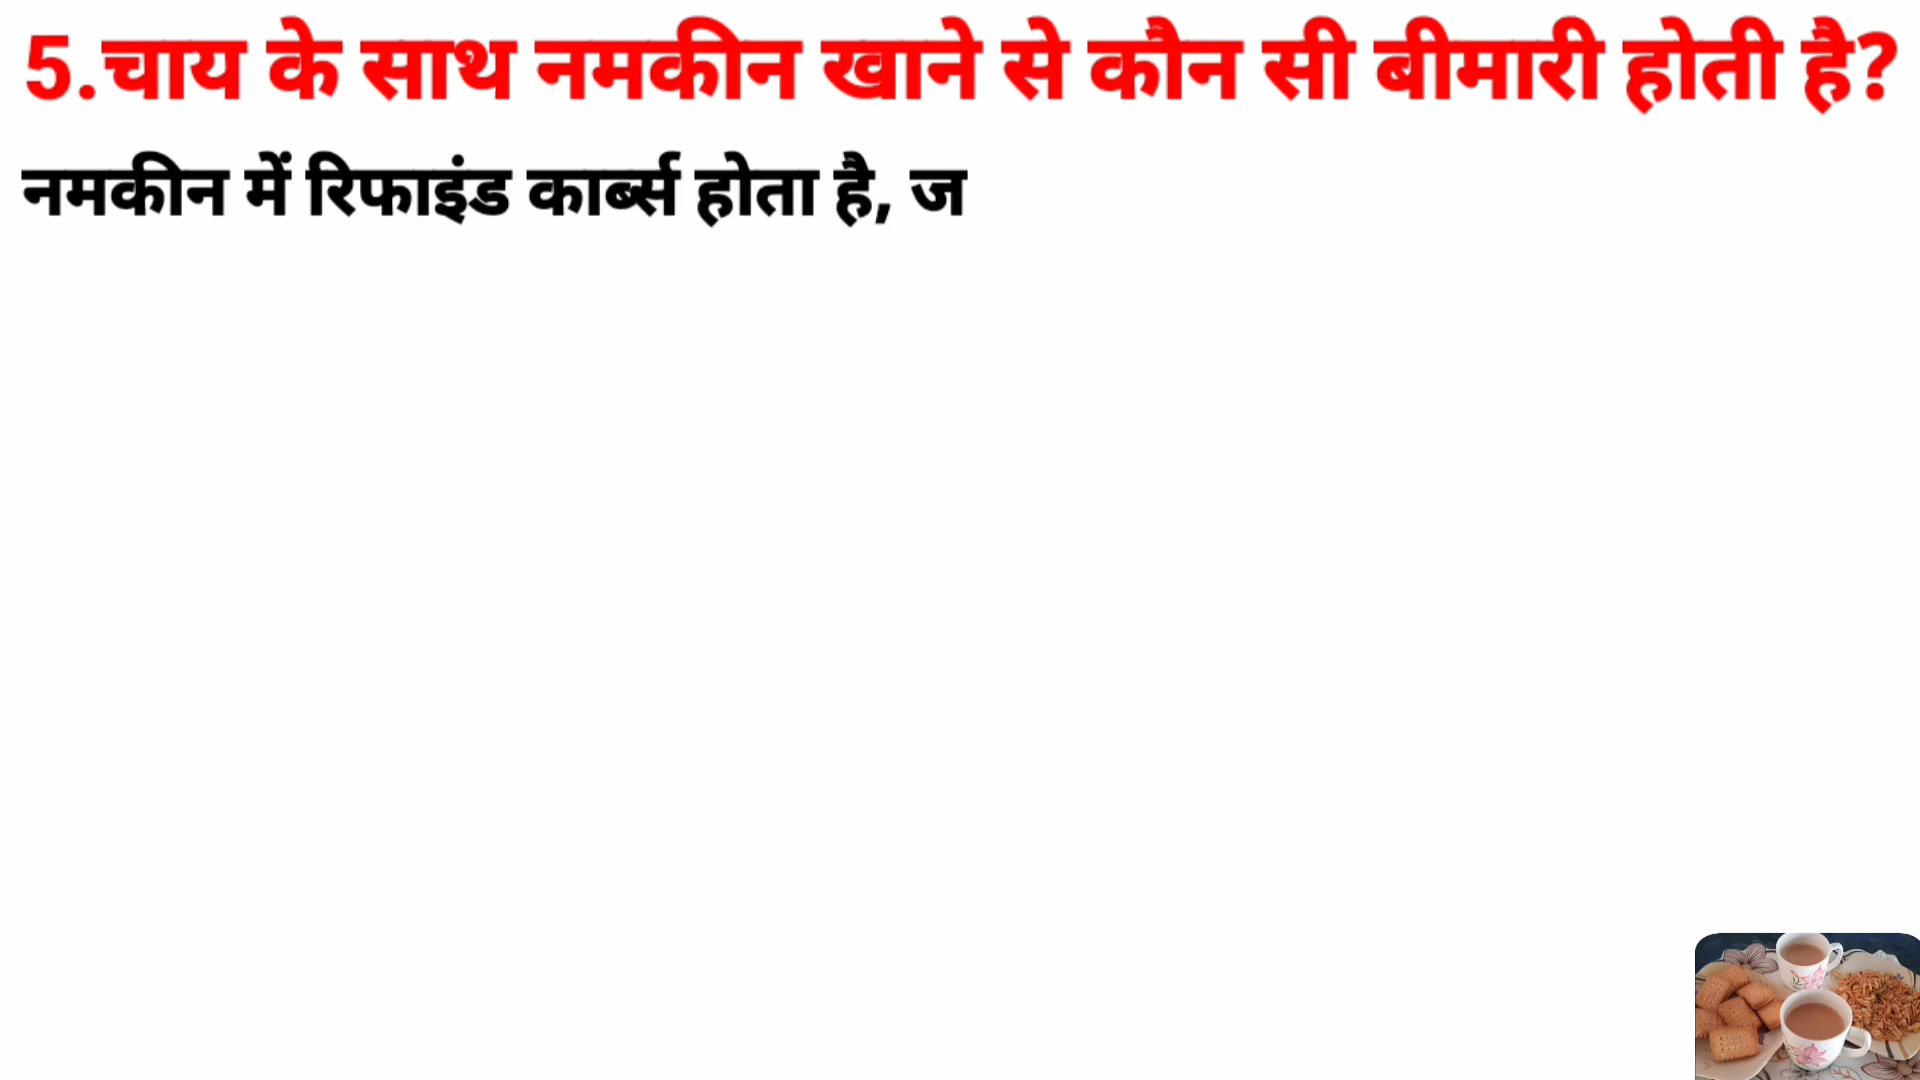 5.चाय के साथ नमकीन खाने से कौन सी बीमारी होती है?
नमकीन में रिफाइंड कार्ब्स होता है, ज